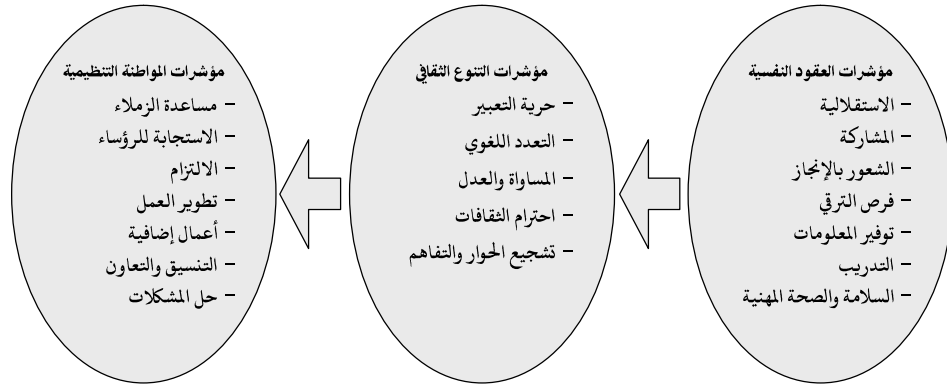 مؤشرات العقود النفسية
– الاستقلالية
– المشاركة
– الشعور بالإنجاز
– فرص الترقي
– توفير المعلومات
– التدريب
– السلامة والصحة المهنية
مؤشرات التنوع الثقافي
– حرية التعبير
– التعدد اللغوي
– المساواة والعدل
– احترام الثقافات
– تشجيع الحوار والتفاهم
مؤشرات المواطنة التنظيمية
– مساعدة الزملاء
– الاستجابة للرؤساء
– الالتزام
– تطوير العمل
– أعمال إضافية
– التنسيق والتعاون
– حل المشكلات